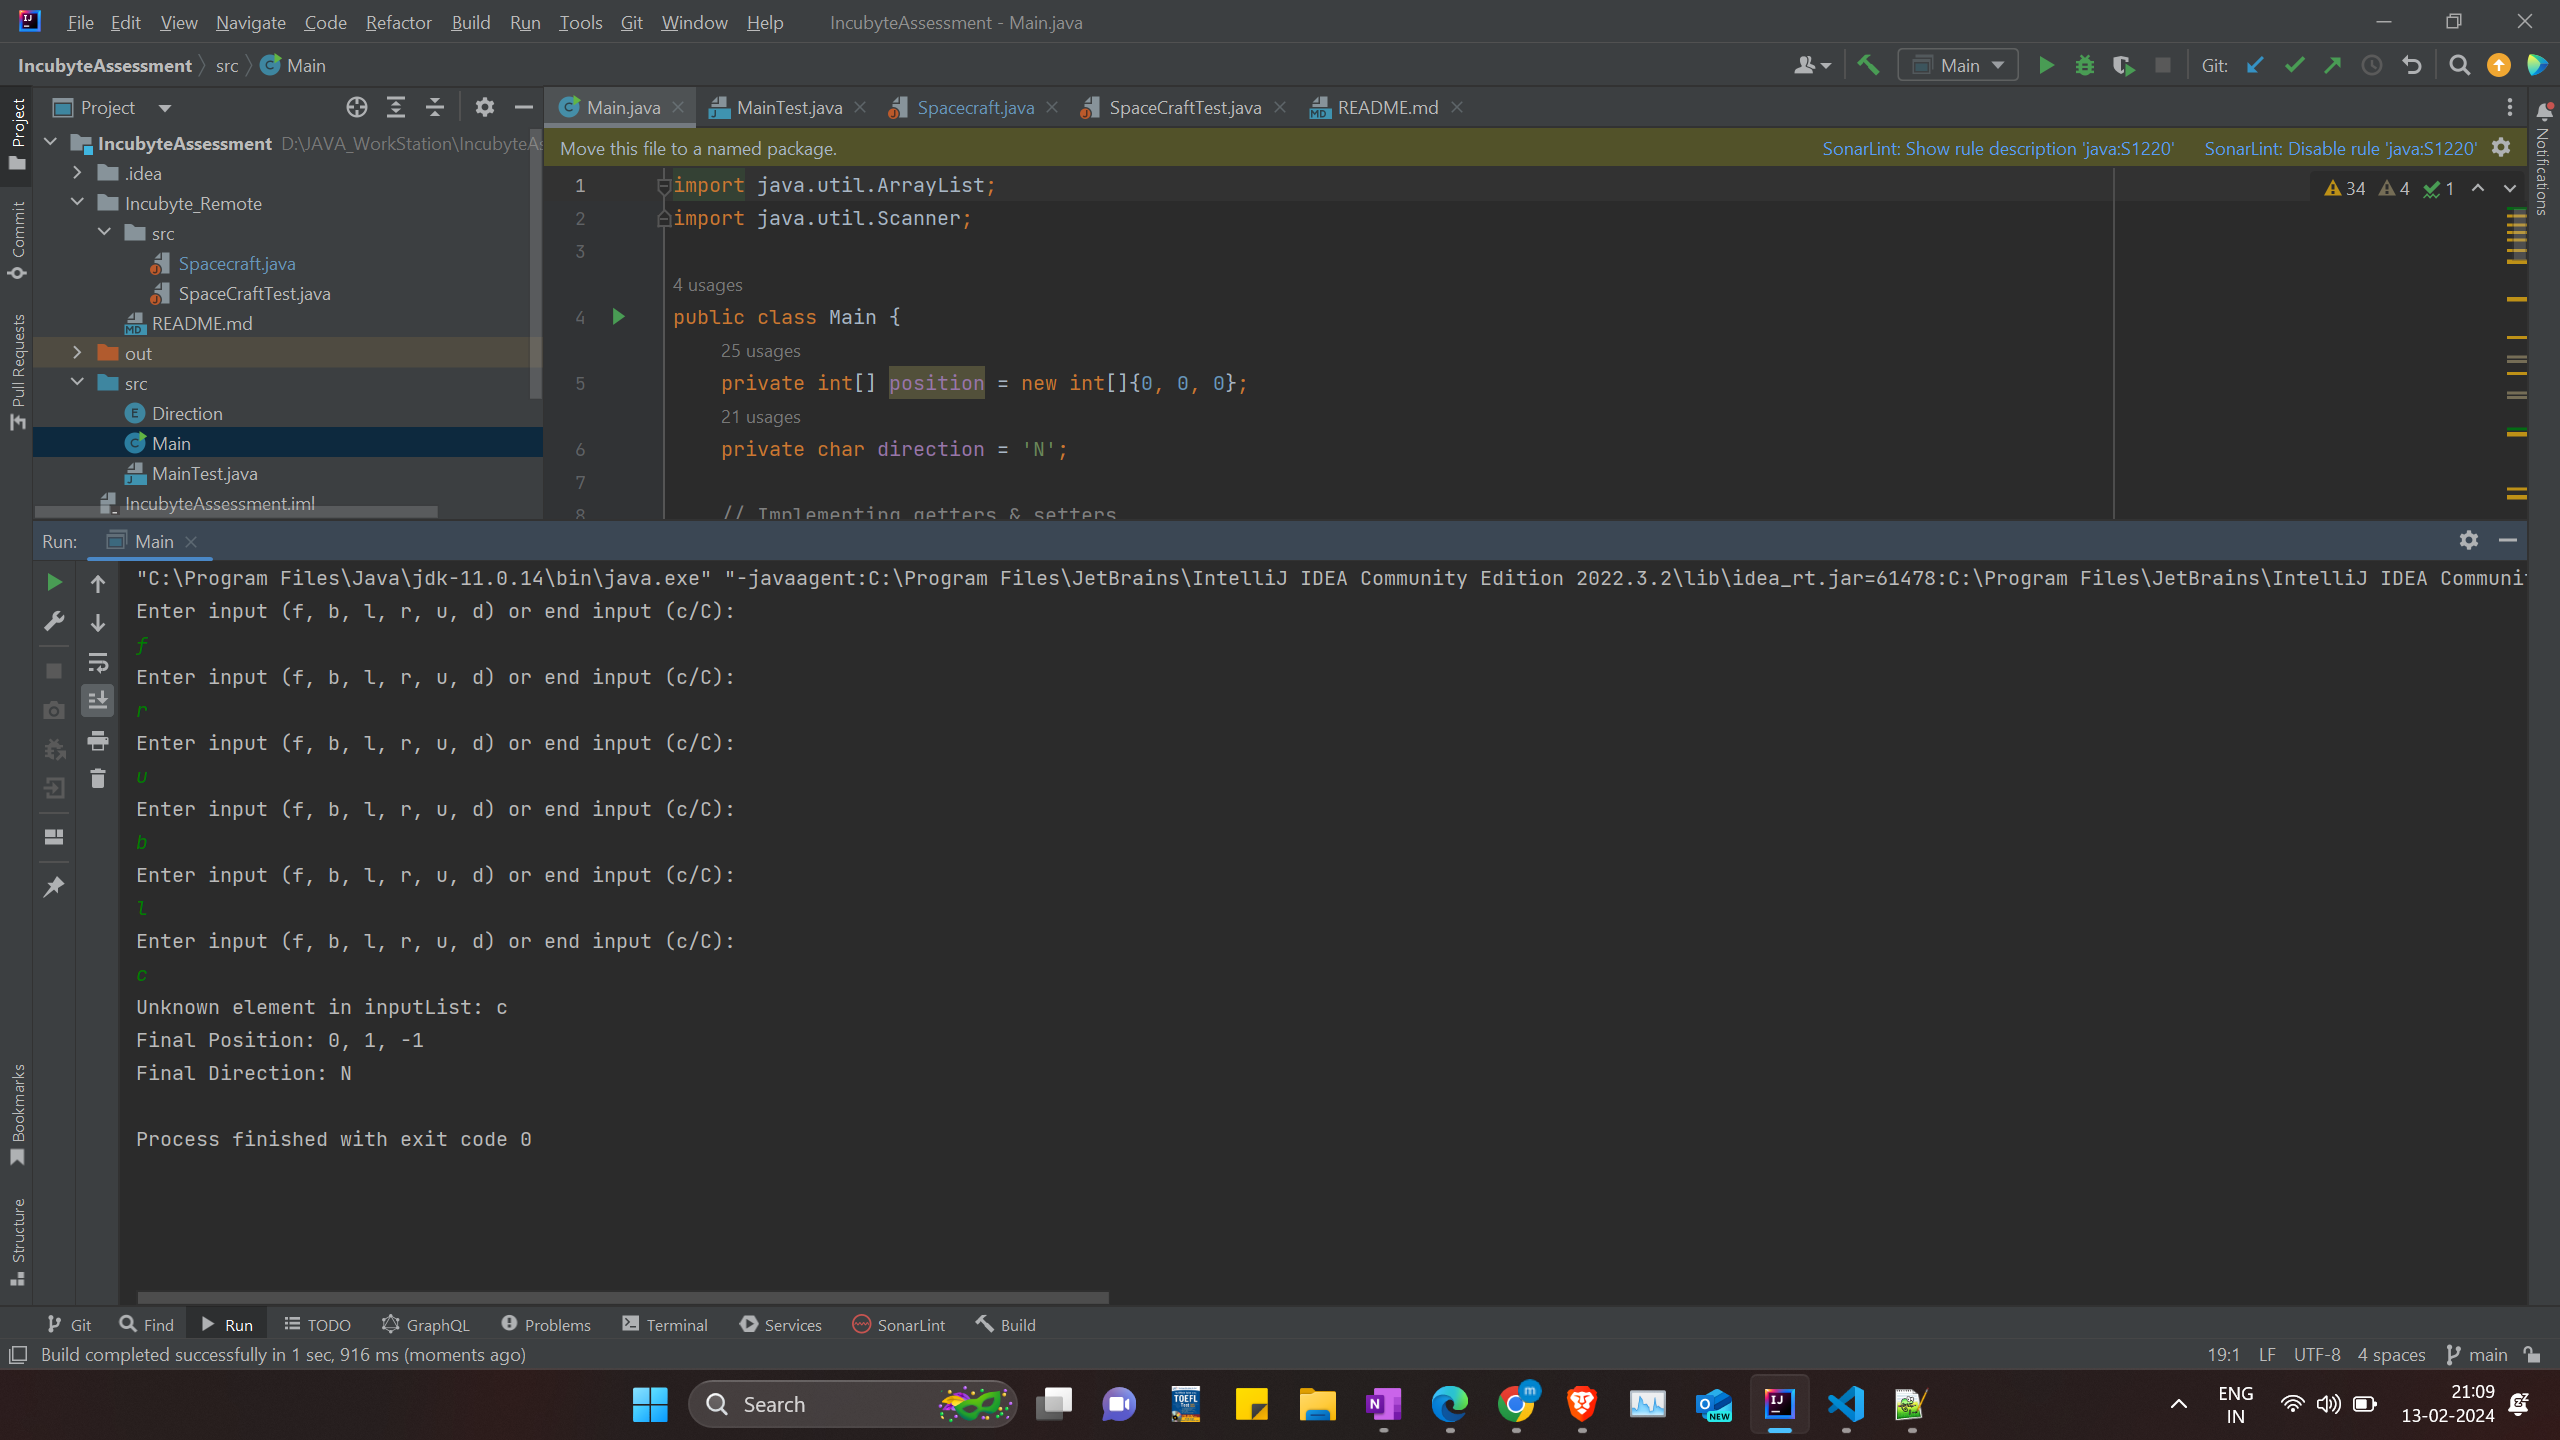 File Edit View Navigate Code Refactor Build Run Tools Git Window Help IncubyteAssessment - Main.java
IncubyteAssessment src Main Main Git:
Project
Main.java MainTest.java Spacecraft.java SpaceCraftTest.java README.md
Move this file to a named package. SonarLint: Show rule description 'java:S1220' SonarLint: Disable rule 'java:S1220'
IncubyteAssessment D:\JAVA_WorkStation\IncubyteAs
.idea
Incubyte_Remote
src
Spacecraft.java
SpaceCraftTest.java
README.md
out
src
Direction
Main
MainTest.java
IncubyteAssessment.iml
34 4 1
1 import java.util.ArrayList;
2 import java.util.Scanner;
3
4 usages
4 public class Main {
25 usages
5 private int[] position = new int[]{0, 0, 0};
21 usages
6 private char direction = 'N';
7
8 // Implementing getters & setters
Project
Commit
Pull Requests
Bookmarks
Structure
Notifications
Run: Main
"C:\Program Files\Java\jdk-11.0.14\bin\java.exe" "-javaagent:C:\Program Files\JetBrains\IntelliJ IDEA Community Edition 2022.3.2\lib\idea_rt.jar=61478:C:\Program Files\JetBrains\IntelliJ IDEA Communi
Enter input (f, b, l, r, u, d) or end input (c/C):
f
Enter input (f, b, l, r, u, d) or end input (c/C):
r
Enter input (f, b, l, r, u, d) or end input (c/C):
u
Enter input (f, b, l, r, u, d) or end input (c/C):
b
Enter input (f, b, l, r, u, d) or end input (c/C):
l
Enter input (f, b, l, r, u, d) or end input (c/C):
c
Unknown element in inputList: c
Final Position: 0, 1, -1
Final Direction: N
Process finished with exit code 0
Git Find Run TODO GraphQL Problems Terminal Services SonarLint Build
Build completed successfully in 1 sec, 916 ms (moments ago) 19:1 LF UTF-8 4 spaces main
Search
TOEFL
NEW
m
ENG
IN
21:09
13-02-2024